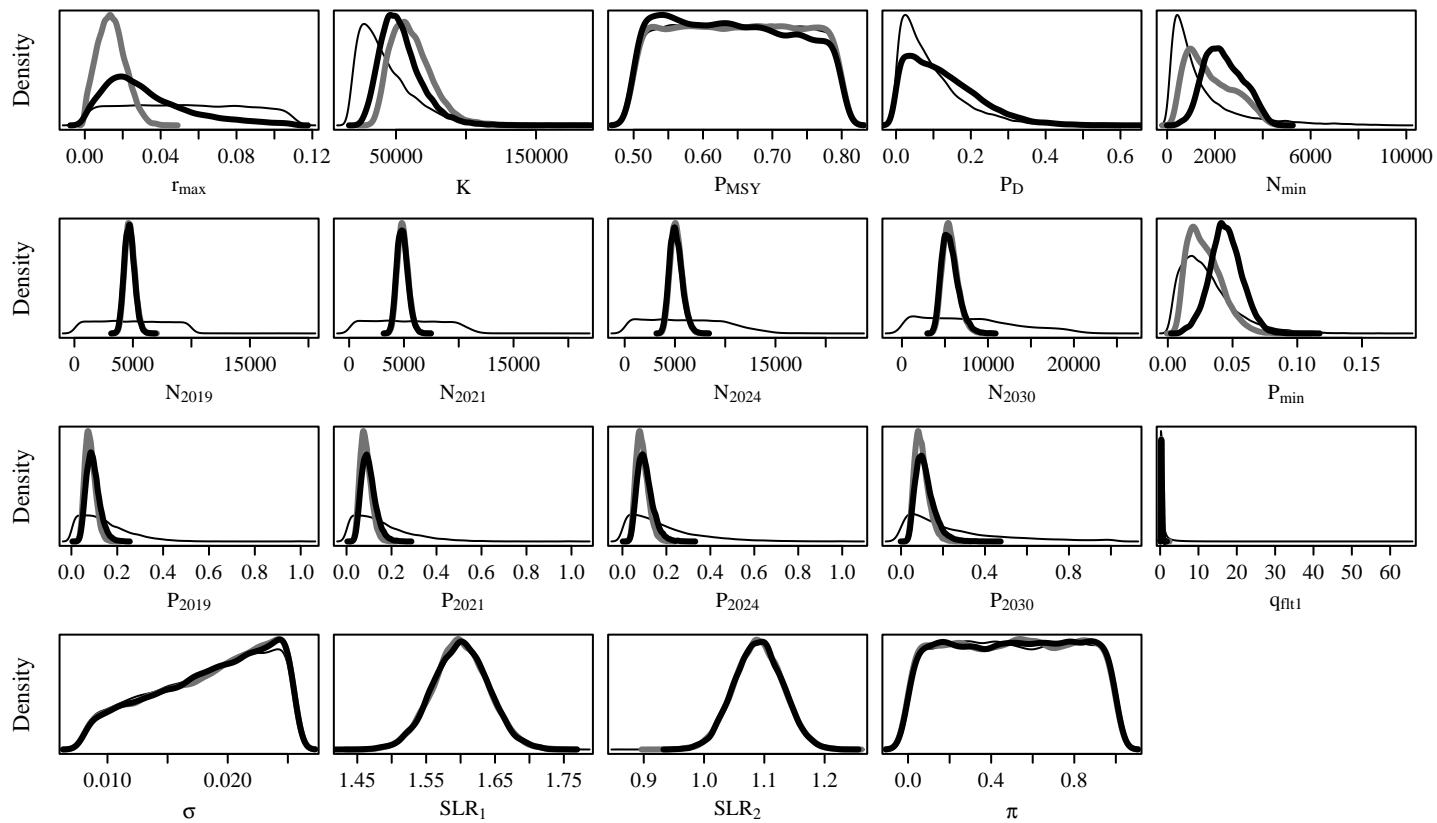 Density
0.00 0.04 0.08 0.12
r_max
50000 150000
K
0.50 0.60 0.70 0.80
P_MSY
0.0 0.2 0.4 0.6
P_D
0 2000 6000 10000
N_min
Density
0 5000 15000
N_2019
0 5000 15000
N_2021
0 5000 15000
N_2024
0 10000 20000
N_2030
0.00 0.05 0.10 0.15
P_min
Density
0.0 0.2 0.4 0.6 0.8 1.0
P_2019
0.0 0.2 0.4 0.6 0.8 1.0
P_2021
0.0 0.2 0.4 0.6 0.8 1.0
P_2024
0.0 0.4 0.8
P_2030
0 10 20 30 40 50 60
q_flt1
Density
0.010 0.020
σ
1.45 1.55 1.65 1.75
SLR_1
0.9 1.0 1.1 1.2
SLR_2
0.0 0.4 0.8
π